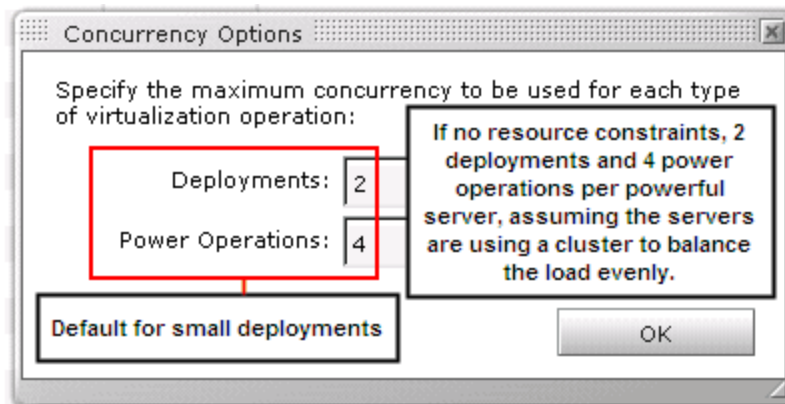 Concurrency Options
Specify the maximum concurrency to be used for each type
of virtualization operation:
If no resource constraints, 2
deployments and 4 power
operations per powerful
server, assuming the servers
are using a cluster to balance
the load evenly.
Deployments: 2
Power Operations: 4
Default for small deployments
OK